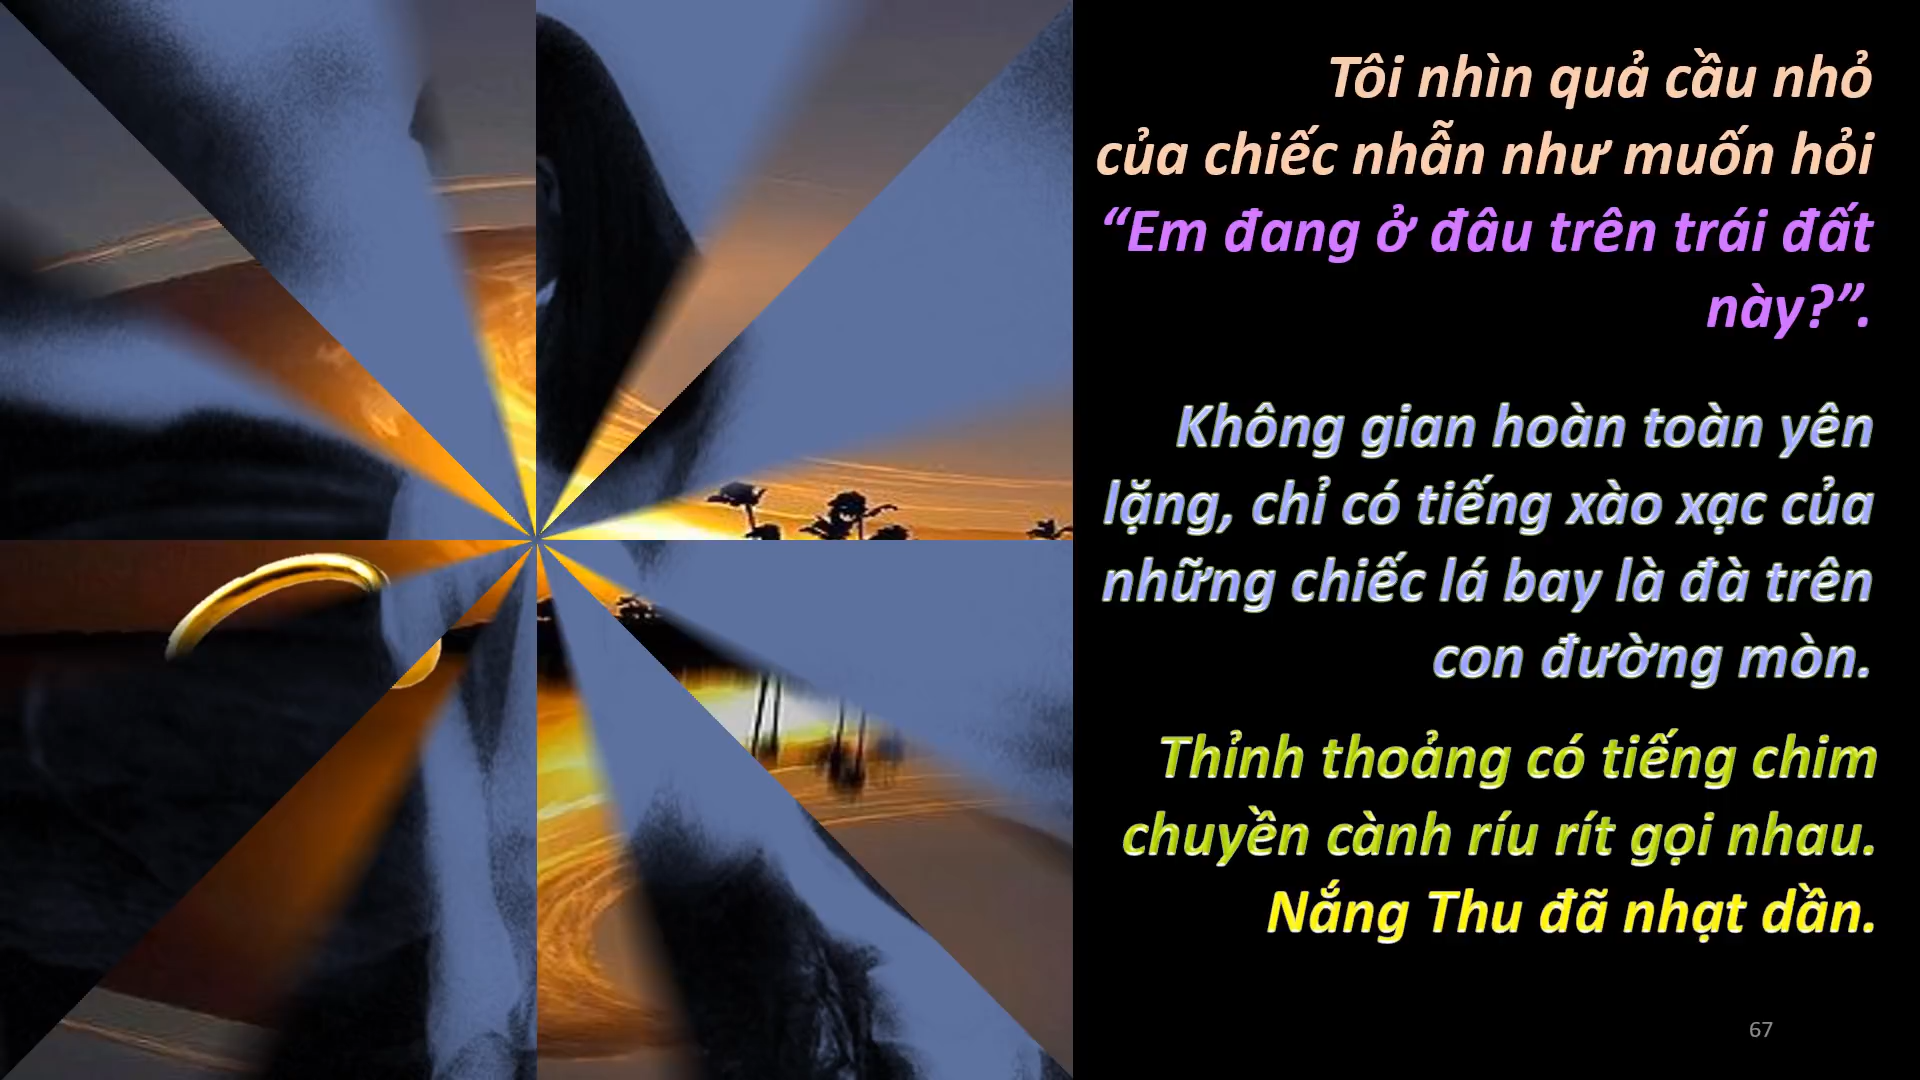 Tôi nhìn quả cầu nhỏ
của chiếc nhẫn như muốn hỏi
“Em đang ở đâu trên trái đất
này?”.
Không gian hoàn toàn yên
lặng, chỉ có tiếng xào xạc của
những chiếc lá bay là đà trên
con đường mòn.
Thỉnh thoảng có tiếng chim
chuyền cành ríu rít gọi nhau.
Nắng Thu đã nhạt dần.
67